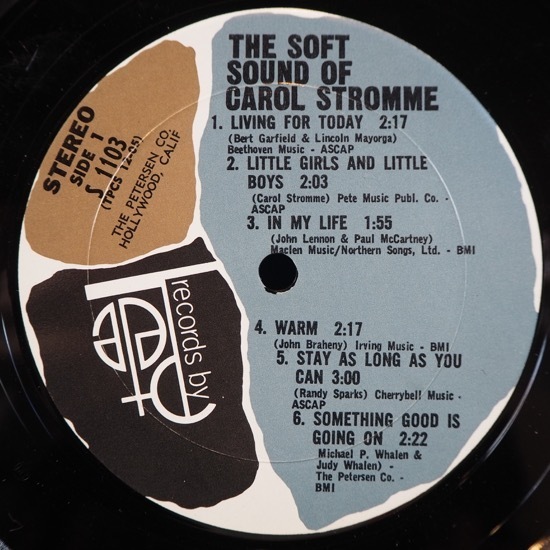 THE SOFT
SOUND OF
CAROL STROMME
1. LIVING FOR TODAY 2:17
(Bert Garfield & Lincoln Mayorga)
Beethoven Music - ASCAP
2. LITTLE GIRLS AND LITTLE
BOYS 2:03
(Carol Stromme) Pete Music Publ. Co. -
ASCAP
3. IN MY LIFE 1:55
(John Lennon & Paul McCartney)
Maclen Music/Northern Songs, Ltd. - BMI
4. WARM 2:17
(John Braheny) Irving Music - BMI
5. STAY AS LONG AS YOU
CAN 3:00
(Randy Sparks) Cherrybell Music -
ASCAP
6. SOMETHING GOOD IS
GOING ON 2:22
Michael P. Whalen &
Judy Whalen) -
The Petersen Co. -
BMI
STEREO
SIDE 1
S 1103
(TPCS 12-05)
THE PETERSEN CO.
HOLLYWOOD, CALIF
records by
pete